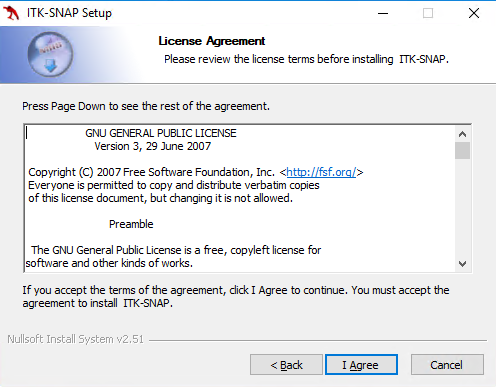 ITK-SNAP Setup
License Agreement
Please review the license terms before installing ITK-SNAP.
Press Page Down to see the rest of the agreement.
GNU GENERAL PUBLIC LICENSE
Version 3, 29 June 2007
Copyright (C) 2007 Free Software Foundation, Inc. <http://fsf.org/>
Everyone is permitted to copy and distribute verbatim copies
of this license document, but changing it is not allowed.
Preamble
The GNU General Public License is a free, copyleft license for
software and other kinds of works.
If you accept the terms of the agreement, click I Agree to continue. You must accept the
agreement to install ITK-SNAP.
Nullsoft Install System v2.51
< Back I Agree Cancel